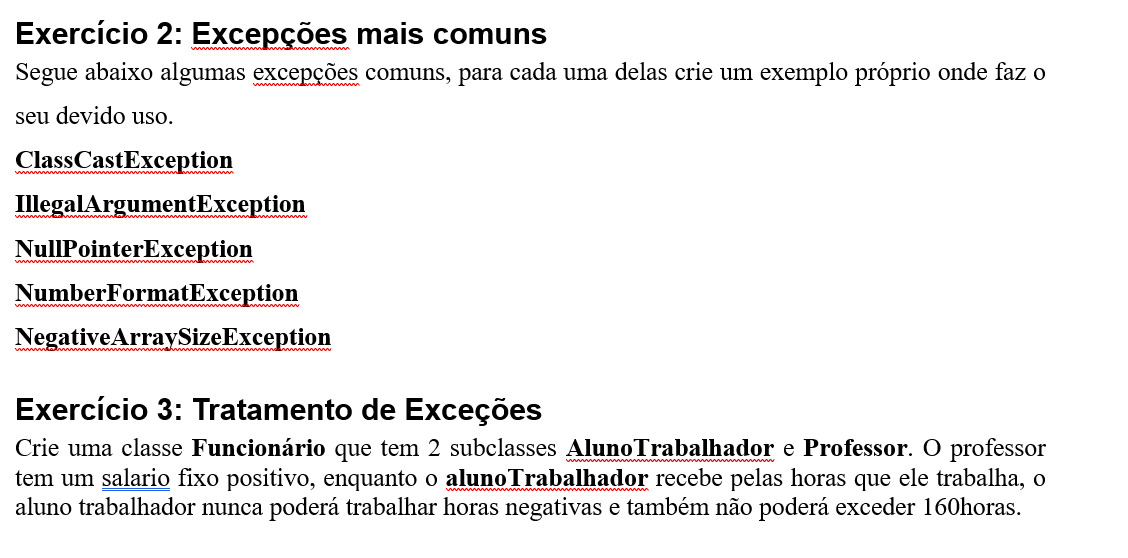 Exercício 2: Excepções mais comuns
Segue abaixo algumas excepções comuns, para cada uma delas crie um exemplo próprio onde faz o
seu devido uso.
ClassCastException
IllegalArgumentException
NullPointerException
NumberFormatException
NegativeArraySizeException
Exercício 3: Tratamento de Exceções
Crie uma classe Funcionário que tem 2 subclasses AlunoTrabalhador e Professor. O professor
tem um salario fixo positivo, enquanto o alunoTrabalhador recebe pelas horas que ele trabalha, o
aluno trabalhador nunca poderá trabalhar horas negativas e também não poderá exceder 160horas.